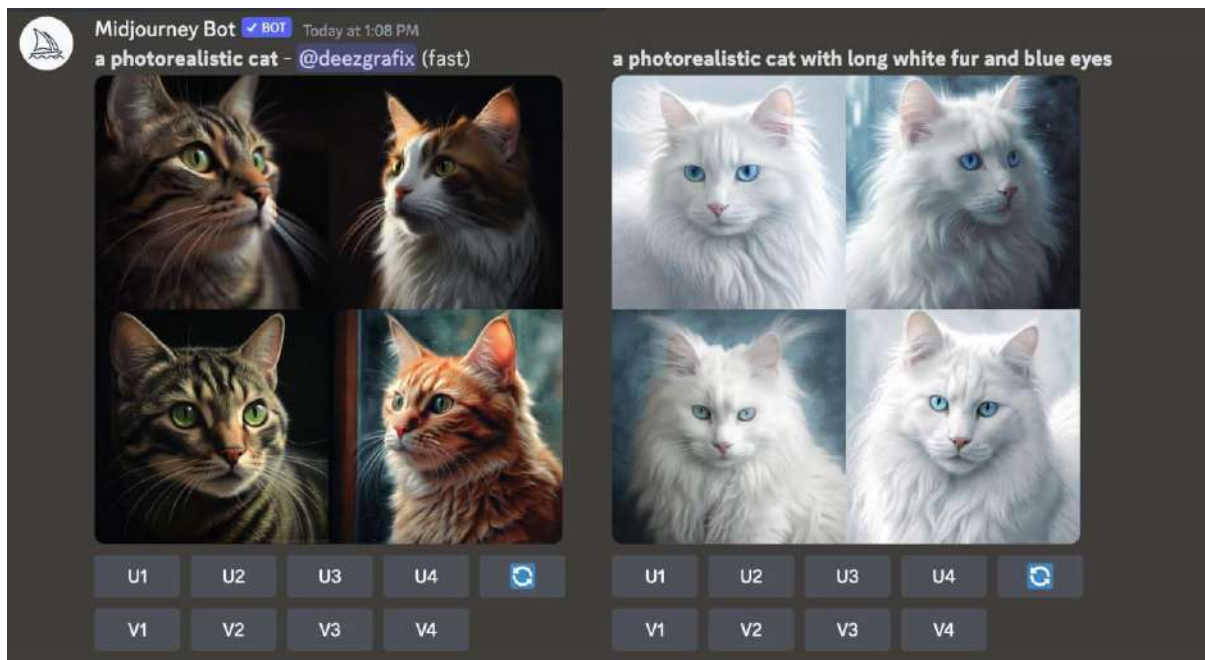 Midjourney Bot ✓ BOT Today at 1:08 PM
a photorealistic cat - @deezgrafix (fast)
a photorealistic cat with long white fur and blue eyes
U1 U2 U3 U4
V1 V2 V3 V4
U1 U2 U3 U4
V1 V2 V3 V4